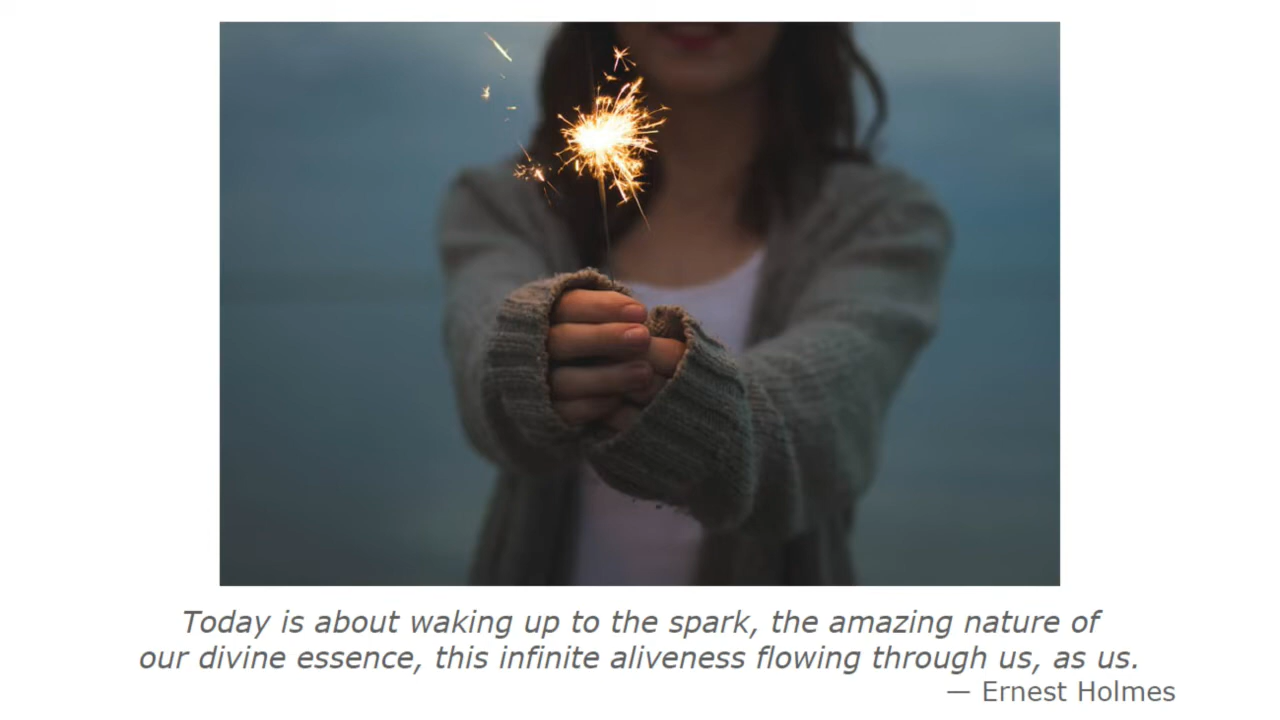 Today is about waking up to the spark, the amazing nature of
our divine essence, this infinite aliveness flowing through us, as us.
— Ernest Holmes